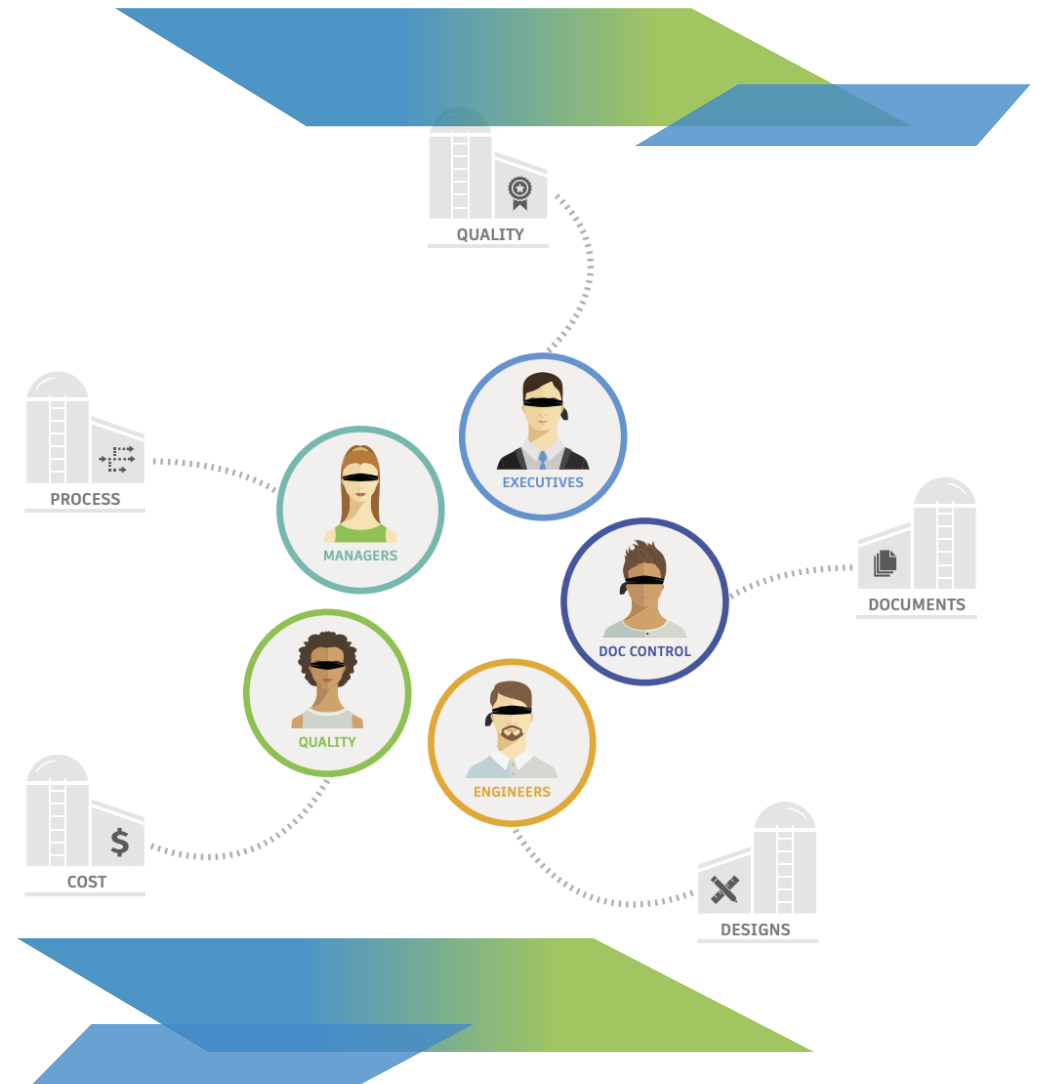 QUALITY
EXECUTIVES
PROCESS
MANAGERS
DOCUMENTS
DOC CONTROL
QUALITY
ENGINEERS
$
COST
DESIGNS